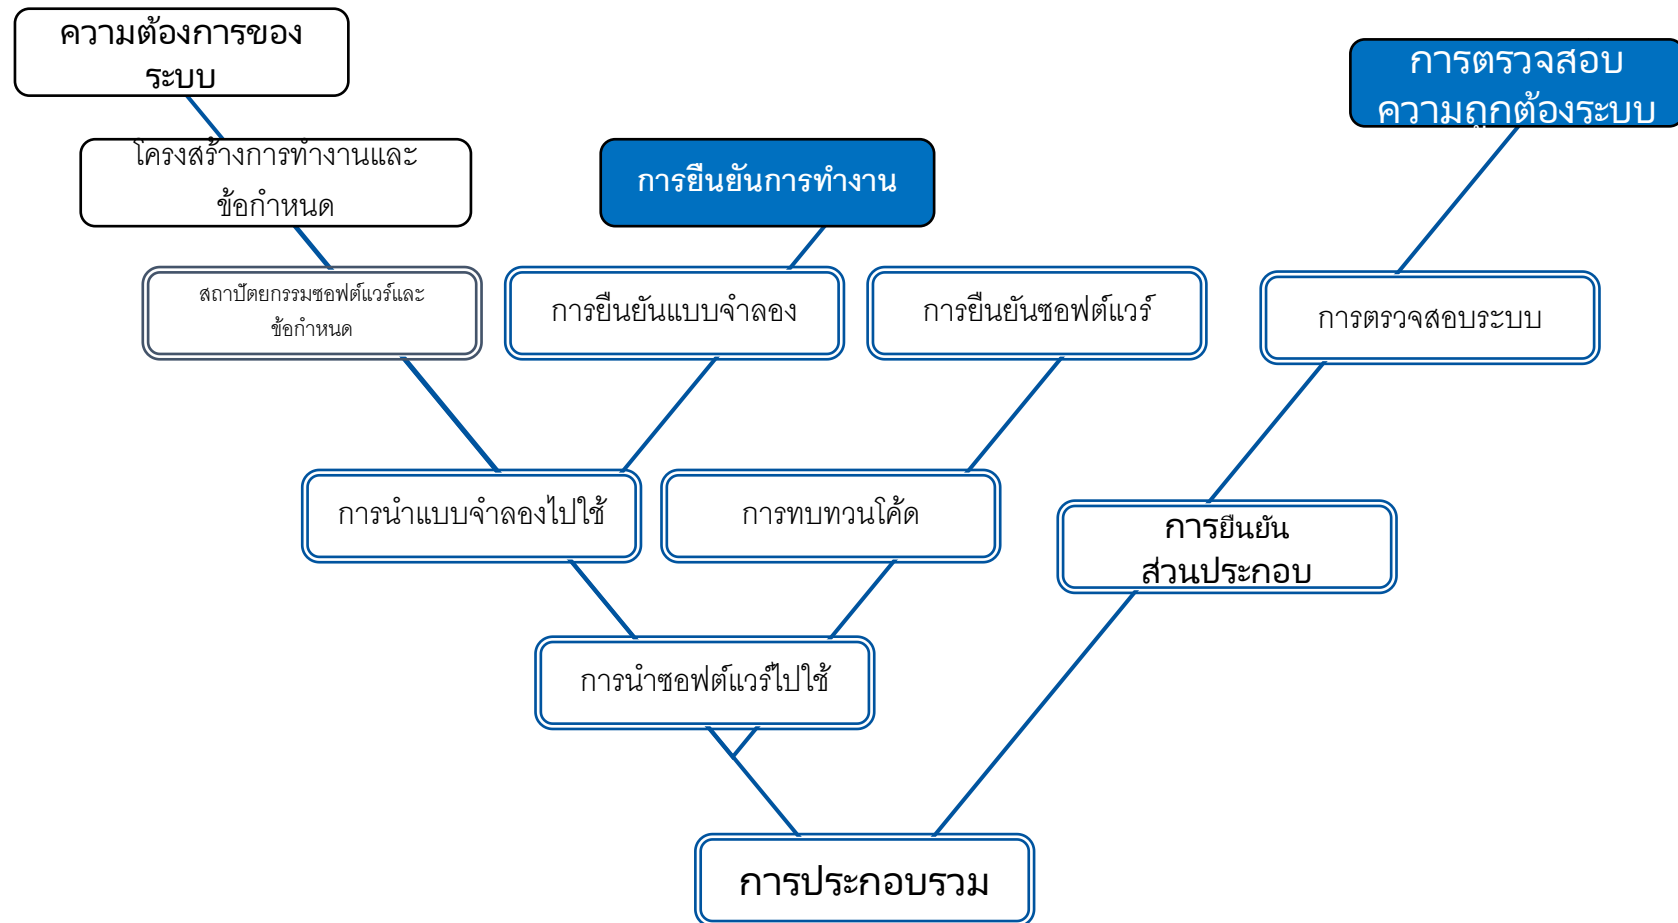 ความต้องการของ
ระบบ
การตรวจสอบ
ความถูกต้องระบบ
โครงสร้างการทำงานและ
ข้อกำหนด
การยืนยันการทำงาน
สถาปัตยกรรมซอฟต์แวร์และ
ข้อกำหนด
การยืนยันแบบจำลอง
การยืนยันซอฟต์แวร์
การตรวจสอบระบบ
การนำแบบจำลองไปใช้
การทบทวนโค้ด
การยืนยัน
ส่วนประกอบ
การนำซอฟต์แวร์ไปใช้
การประกอบรวม